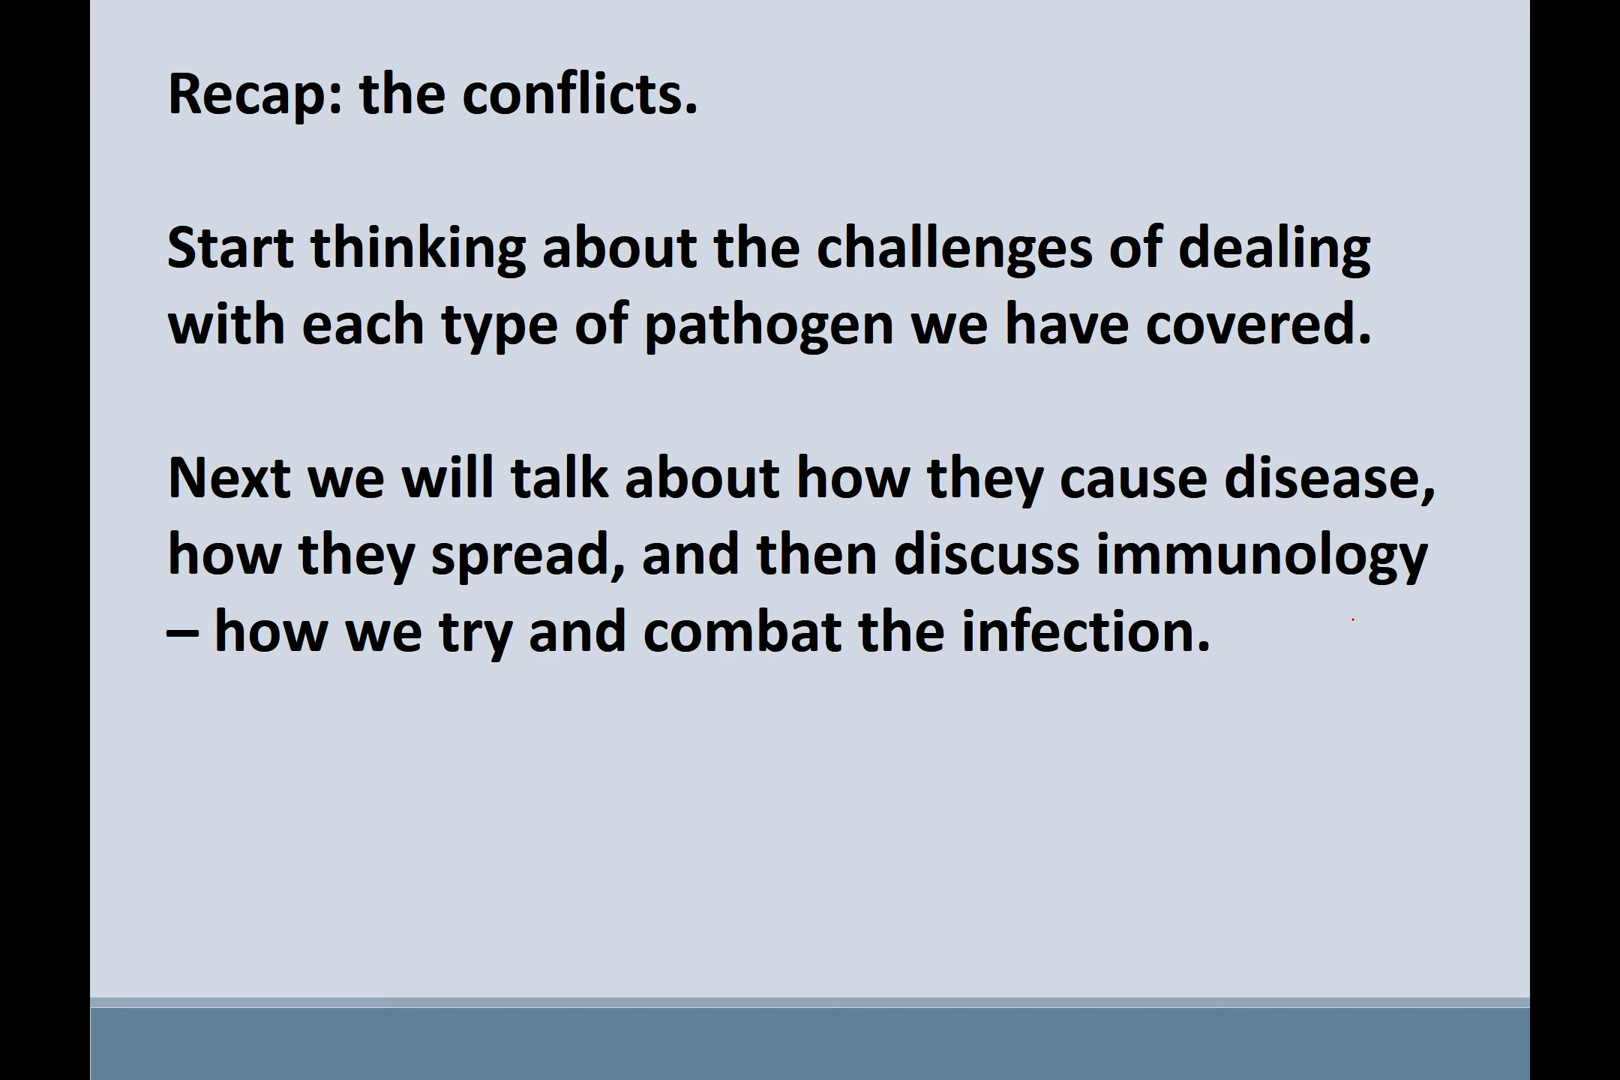 Recap: the conflicts.
Start thinking about the challenges of dealing
with each type of pathogen we have covered.
Next we will talk about how they cause disease,
how they spread, and then discuss immunology
– how we try and combat the infection.